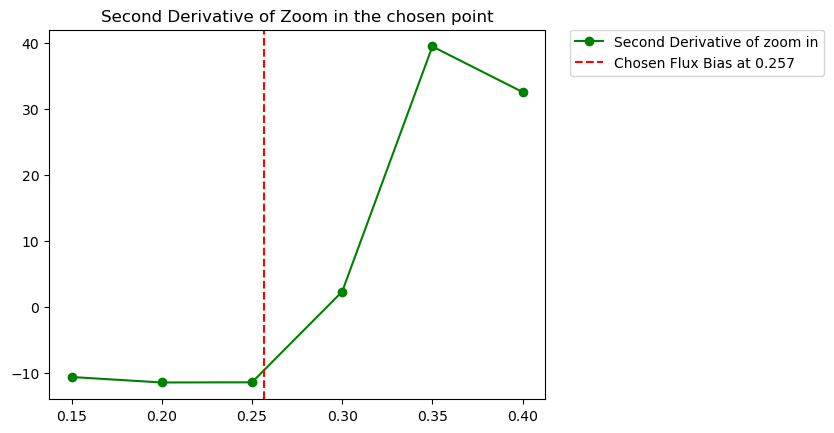 Second Derivative of Zoom in the chosen point
Second Derivative of zoom in
Chosen Flux Bias at 0.257
40
30
20
10
0
−10
0.15 0.20 0.25 0.30 0.35 0.40